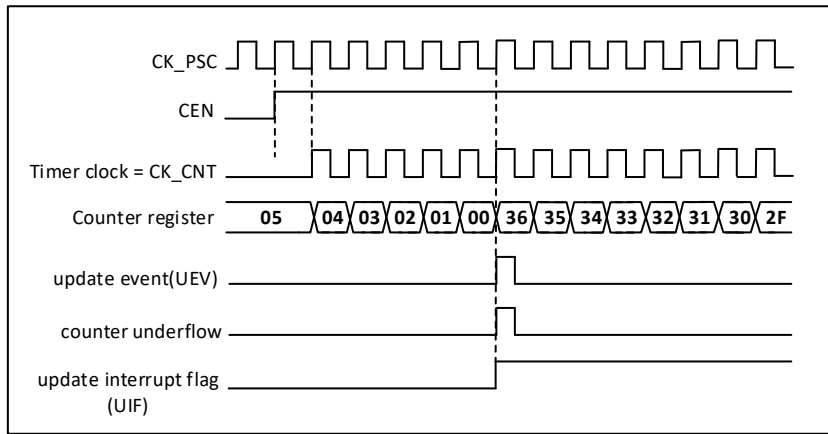 CK_PSC
CEN
Timer clock = CK_CNT
Counter register 05 04 03 02 01 00 36 35 34 33 32 31 30 2F
update event(UEV)
counter underflow
update interrupt flag
(UIF)